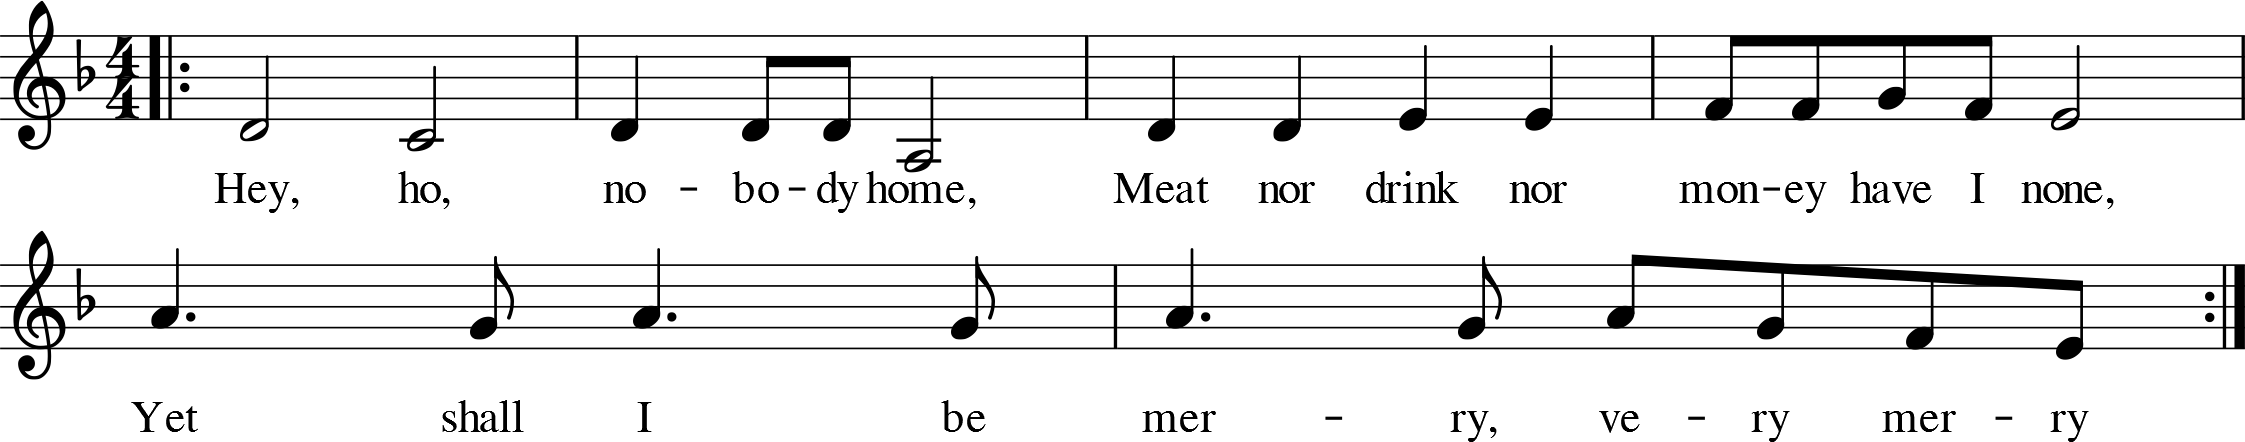 Hey, ho, no - bo - dy home, Meat nor drink nor mon - ey have I none,
Yet shall I be mer - ry, ve - ry mer - ry